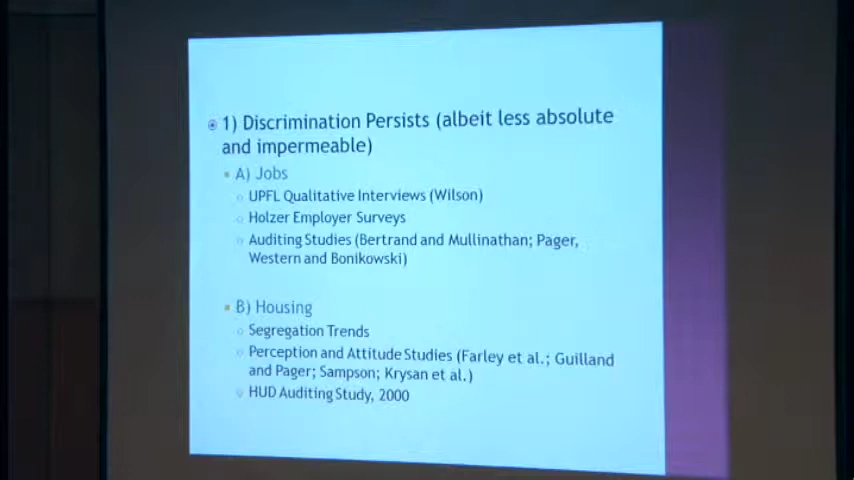 1) Discrimination Persists (albeit less absolute
and impermeable)
A) Jobs
UPFL Qualitative Interviews (Wilson)
Holzer Employer Surveys
Auditing Studies (Bertrand and Mullinathan; Pager,
Western and Bonikowski)
B) Housing
Segregation Trends
Perception and Attitude Studies (Farley et al.; Guilland
and Pager; Sampson; Krysan et al.)
HUD Auditing Study, 2000